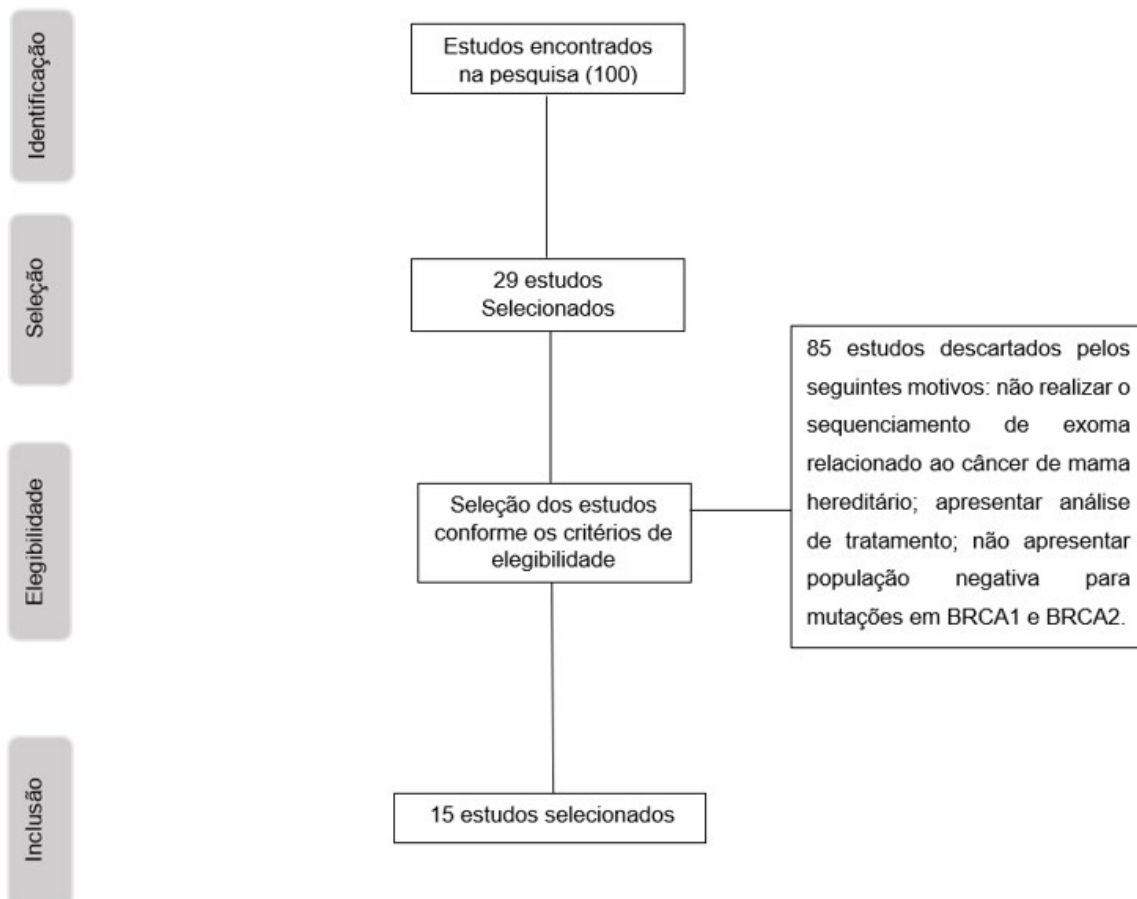 Identificação
Estudos encontrados
na pesquisa (100)
Seleção
29 estudos
Selecionados
Elegibilidade
Seleção dos estudos
conforme os critérios de
elegibilidade
85 estudos descartados pelos
seguintes motivos: não realizar o
sequenciamento de exoma
relacionado ao câncer de mama
hereditário; apresentar análise
de tratamento; não apresentar
população negativa para
mutações em BRCA1 e BRCA2.
Inclusão
15 estudos selecionados